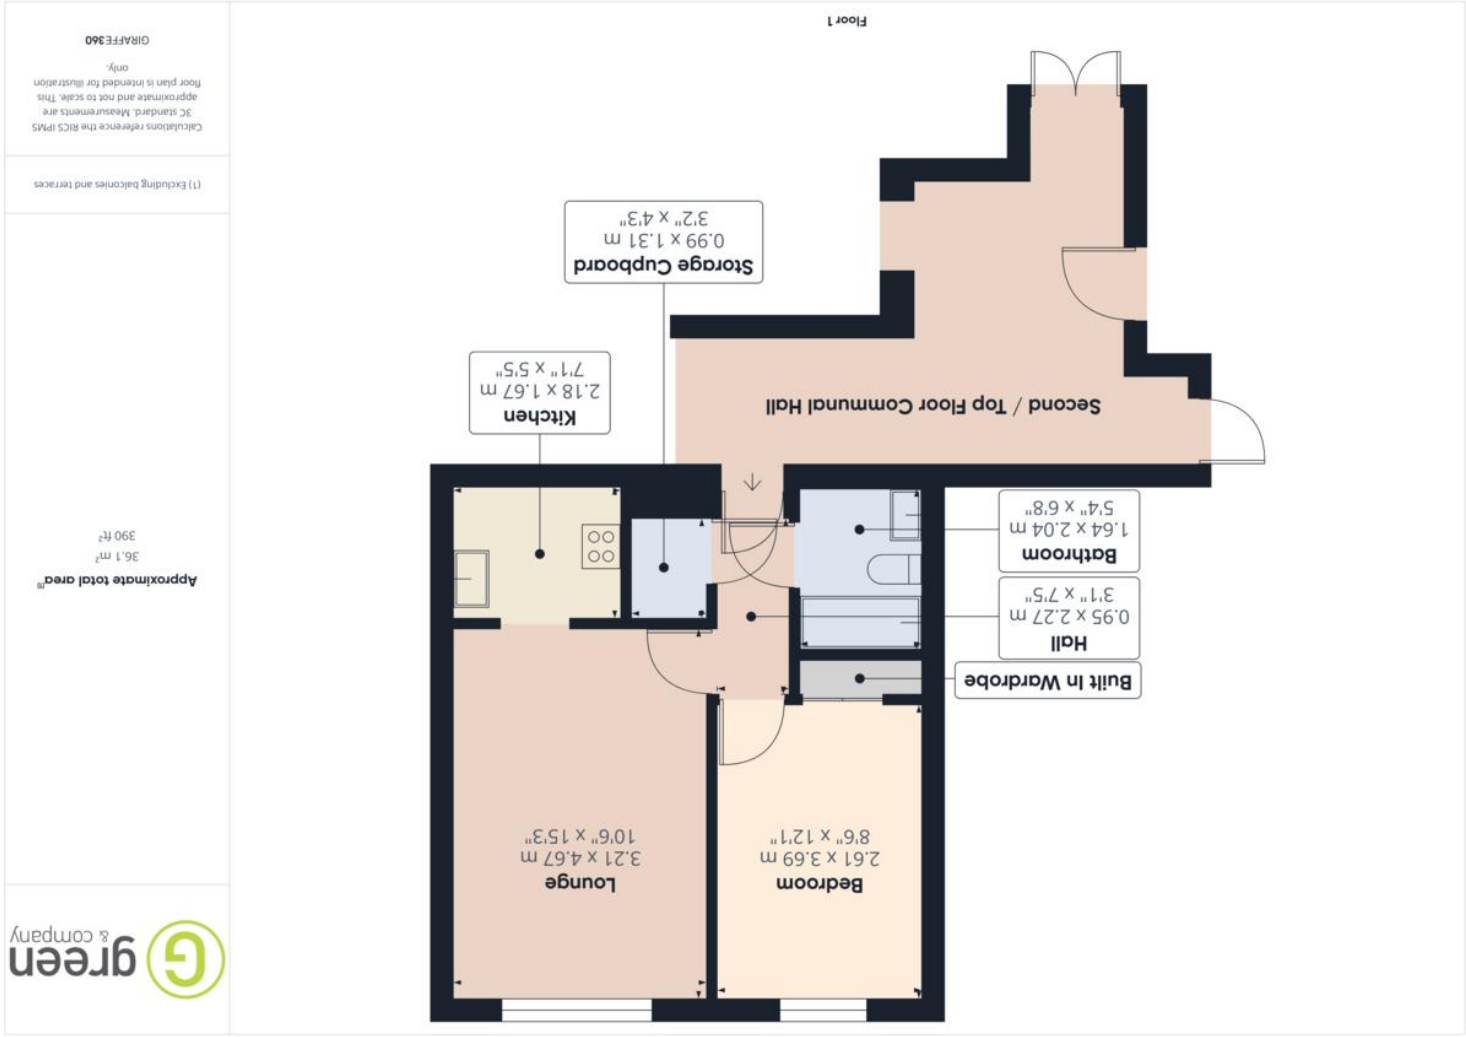 green
& company
G
Approximate total area(1)
36.1 m²
390 ft²
(1) Excluding balconies and terraces
Calculations reference the RICS IPMS
3C standard. Measurements are
approximate and not to scale. This
floor plan is intended for illustration
only.
GIRAFFE360
Bedroom
2.61 x 3.69 m
8'6" x 12'1"
Lounge
3.21 x 4.67 m
10'6" x 15'3"
Built In Wardrobe
Hall
0.95 x 2.27 m
3'1" x 7'5"
Bathroom
1.64 x 2.04 m
5'4" x 6'8"
Kitchen
2.18 x 1.67 m
7'1" x 5'5"
Second / Top Floor Communal Hall
Storage Cupboard
0.99 x 1.31 m
3'2" x 4'3"
Floor 1